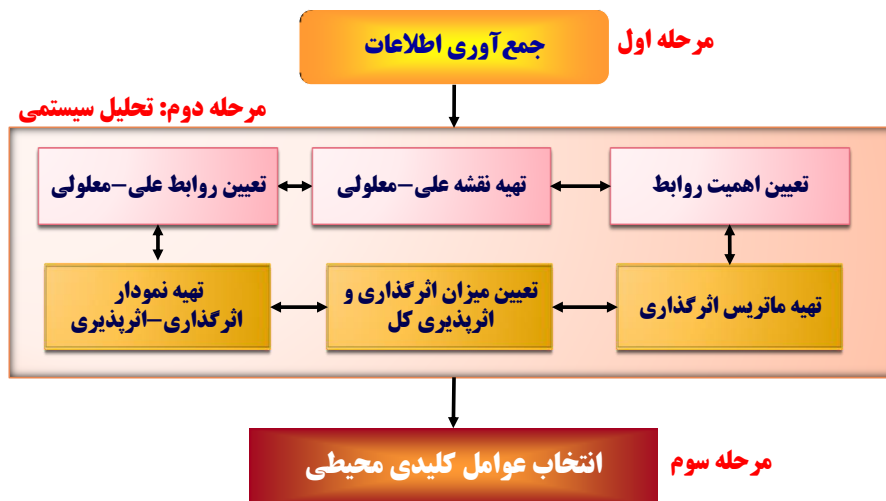 مرحله اول
جمع‌آوری اطلاعات
مرحله دوم: تحلیل سیستمی
تعیین اهمیت روابط
تهیه نقشه علی-معلولی
تعیین روابط علی-معلولی
تهیه ماتریس اثرگذاری
تعیین میزان اثرگذاری و
اثرپذیری کل
تهیه نمودار
اثرگذاری-اثرپذیری
مرحله سوم
انتخاب عوامل کلیدی محیطی